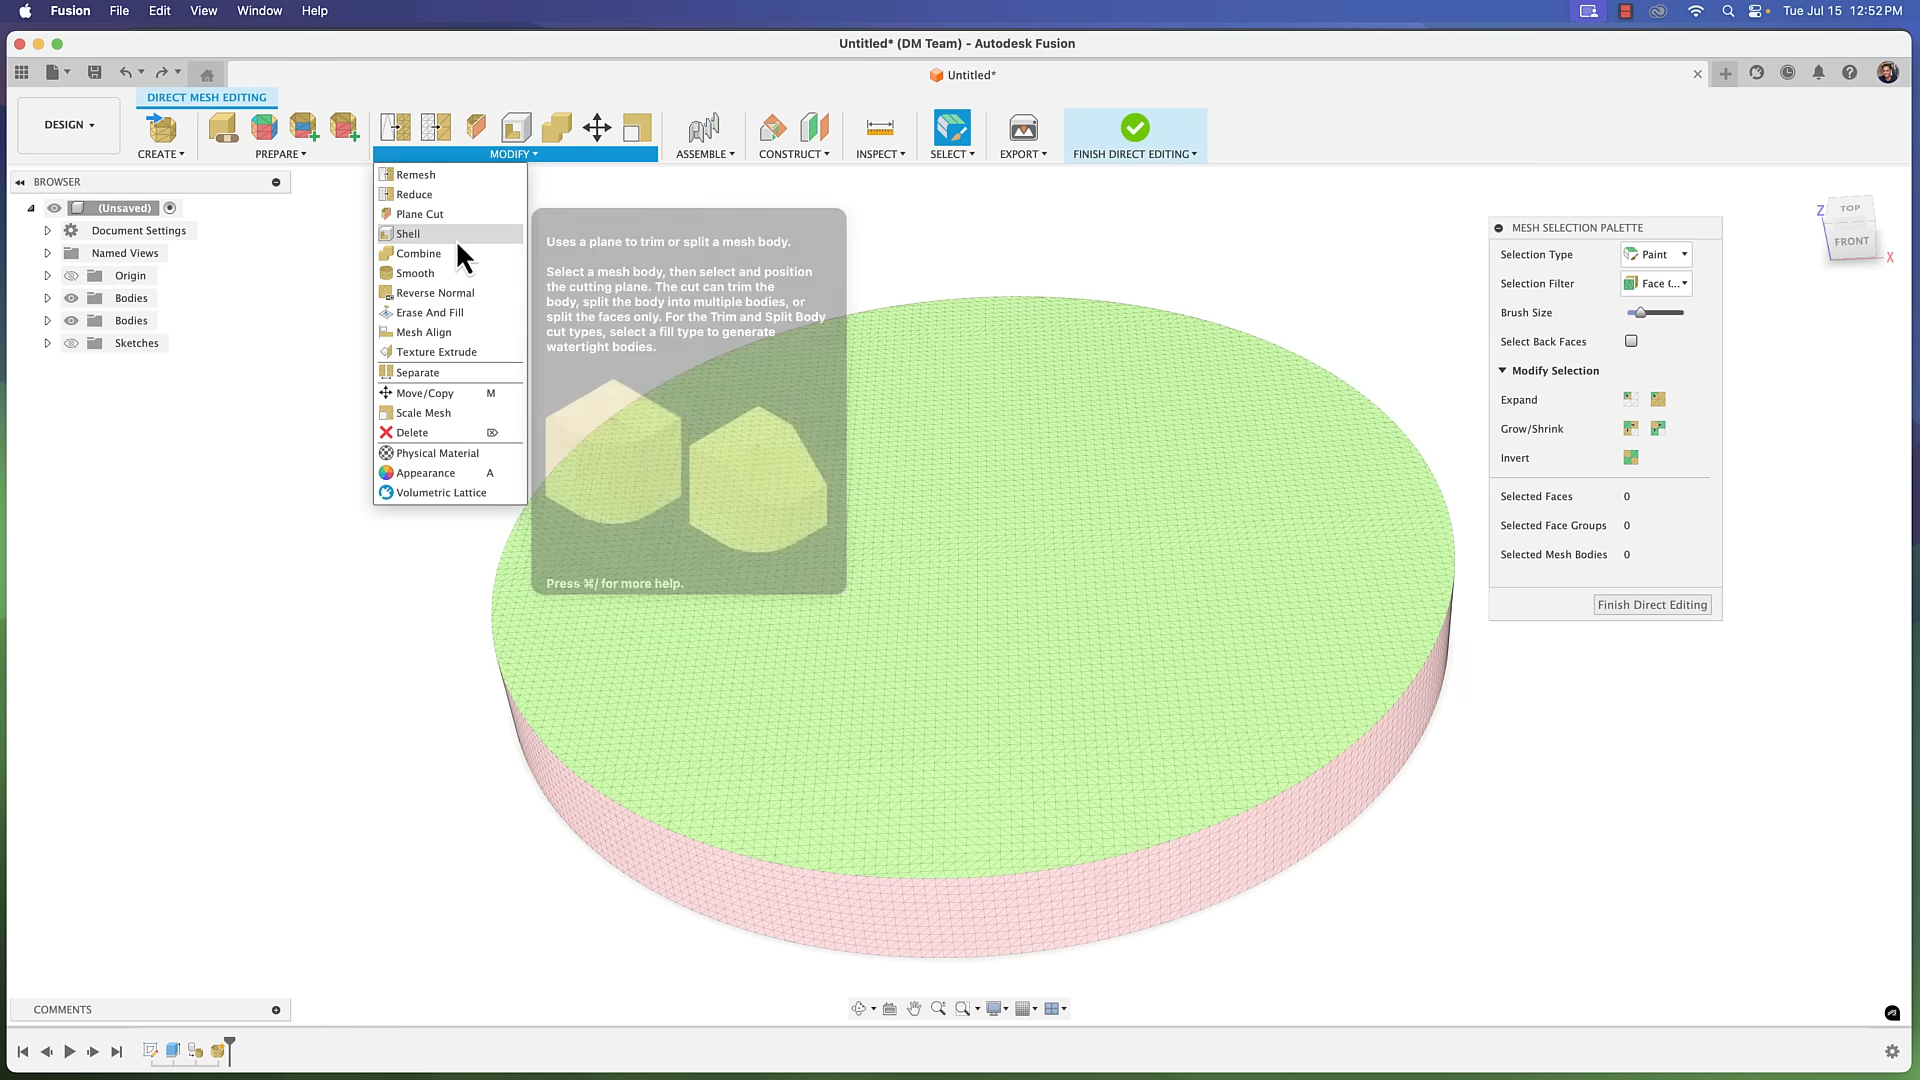 Fusion File Edit View Window Help
Tue Jul 15 12:52 PM
Untitled* (DM Team) - Autodesk Fusion
Untitled*
DESIGN
DIRECT MESH EDITING
CREATE
PREPARE
MODIFY
ASSEMBLE
CONSTRUCT
INSPECT
SELECT
EXPORT
FINISH DIRECT EDITING
BROWSER
(Unsaved)
Document Settings
Named Views
Origin
Bodies
Bodies
Sketches
Remesh
Reduce
Plane Cut
Shell
Combine
Smooth
Reverse Normal
Erase And Fill
Mesh Align
Texture Extrude
Separate
Move/Copy M
Scale Mesh
Delete
Physical Material
Appearance A
Volumetric Lattice
Uses a plane to trim or split a mesh body.
Select a mesh body, then select and position
the cutting plane. The cut can trim the
body, split the body into multiple bodies, or
split the faces only. For the Trim and Split Body
cut types, select a fill type to generate
watertight bodies.
Press ⌘/ for more help.
Z
TOP
FRONT
X
MESH SELECTION PALETTE
Selection Type Paint
Selection Filter Face (...
Brush Size
Select Back Faces
Modify Selection
Expand
Grow/Shrink
Invert
Selected Faces 0
Selected Face Groups 0
Selected Mesh Bodies 0
Finish Direct Editing
COMMENTS